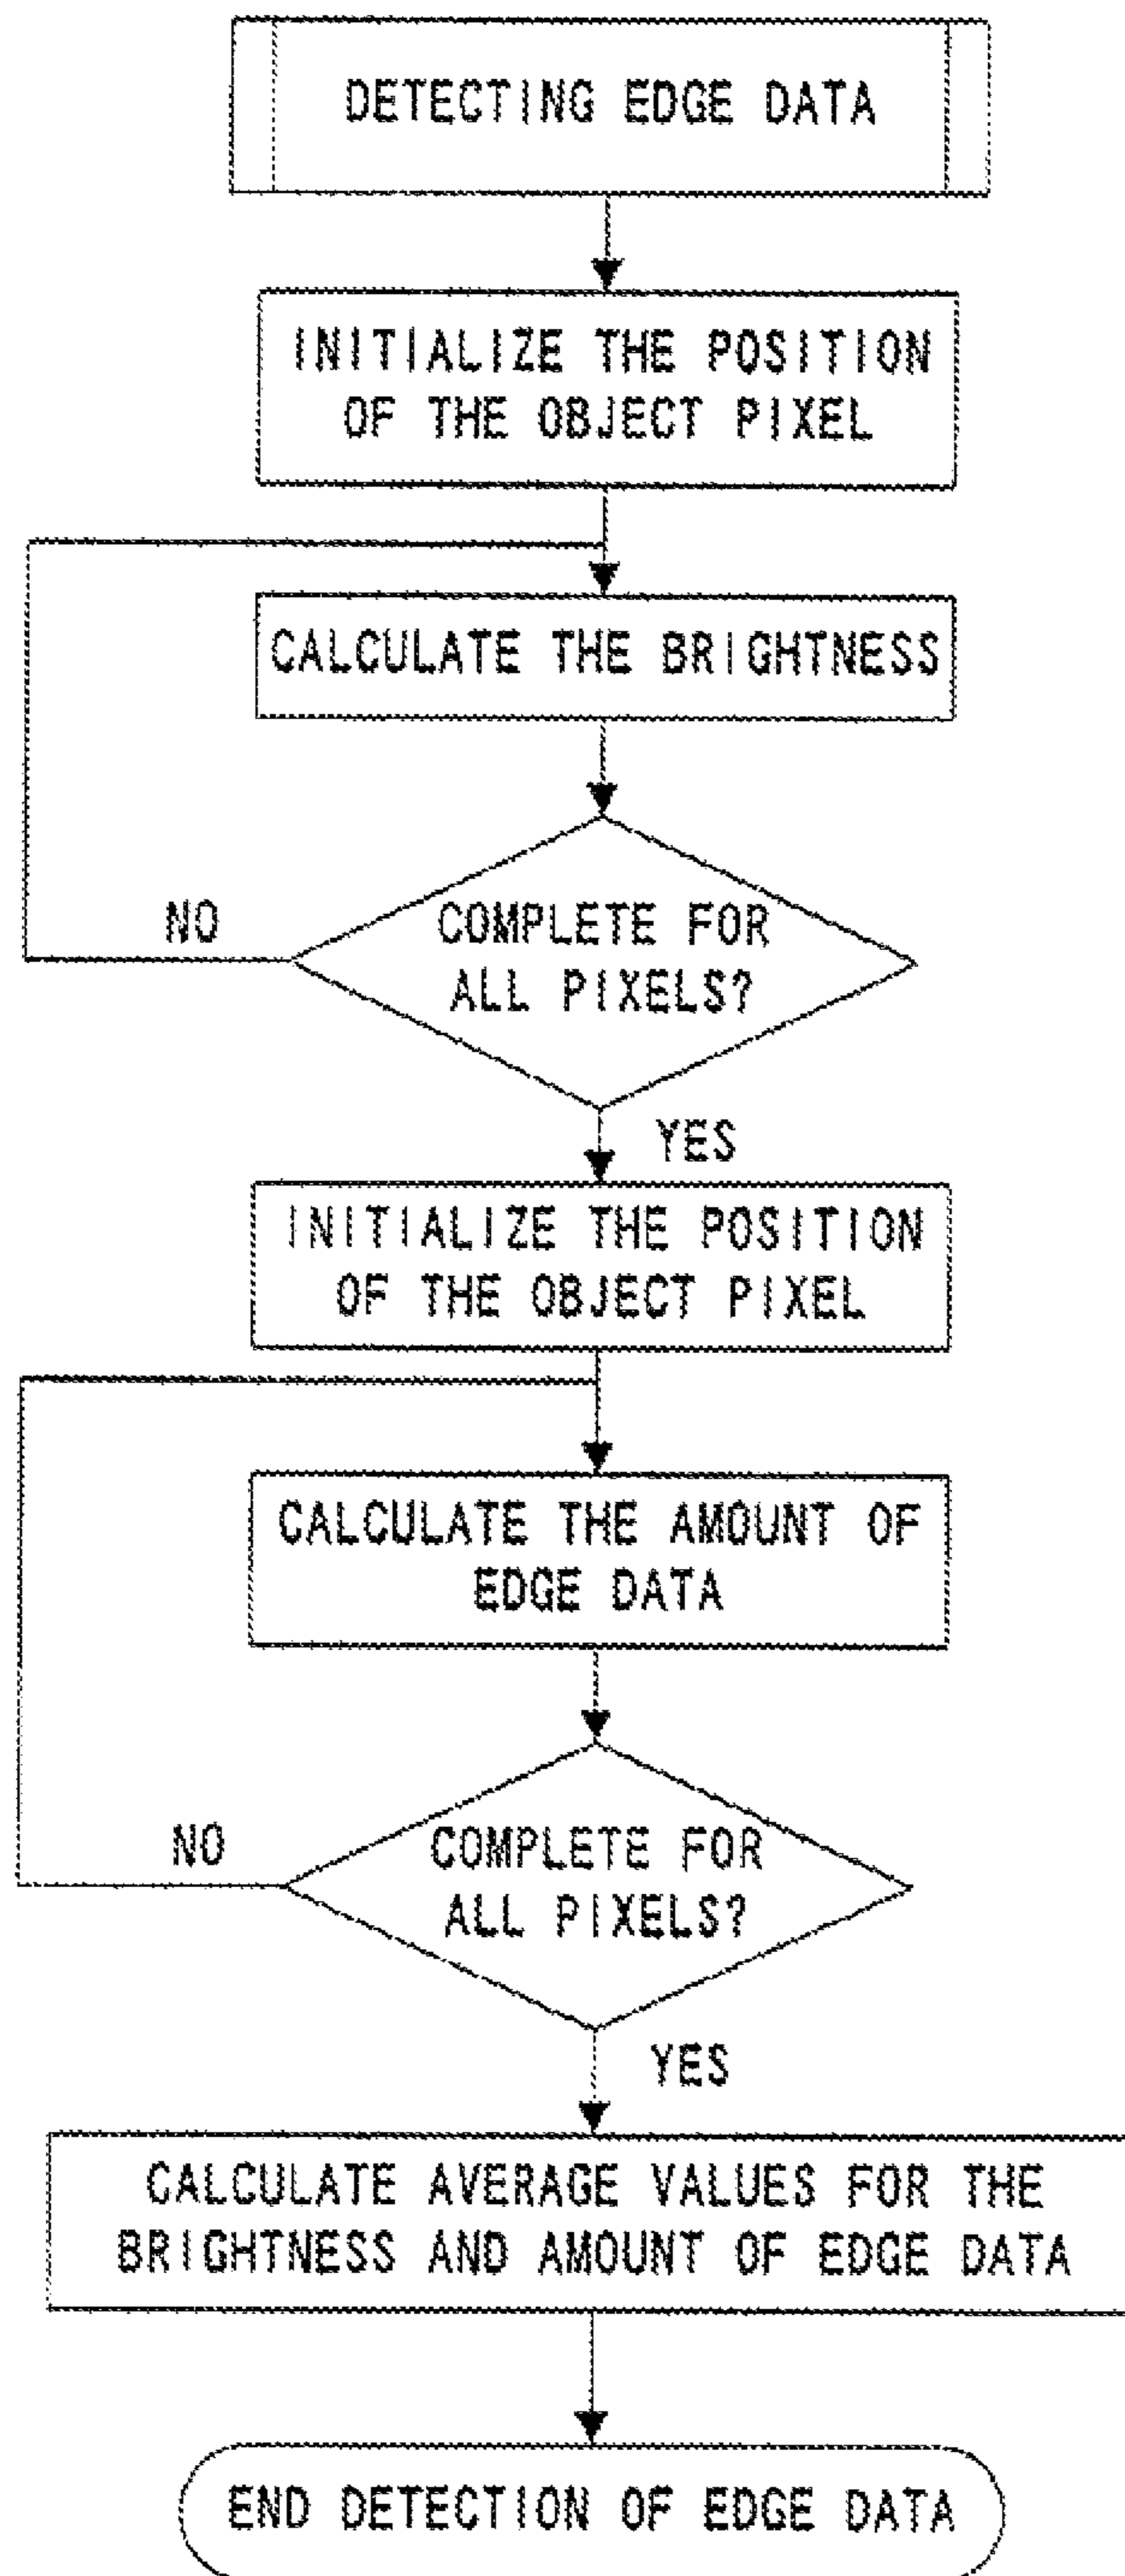 DETECTING EDGE DATA
INITIALIZE THE POSITION
OF THE OBJECT PIXEL
CALCULATE THE BRIGHTNESS
COMPLETE FOR
ALL PIXELS?
NO
YES
INITIALIZE THE POSITION
OF THE OBJECT PIXEL
CALCULATE THE AMOUNT OF
EDGE DATA
COMPLETE FOR
ALL PIXELS?
NO
YES
CALCULATE AVERAGE VALUES FOR THE
BRIGHTNESS AND AMOUNT OF EDGE DATA
END DETECTION OF EDGE DATA